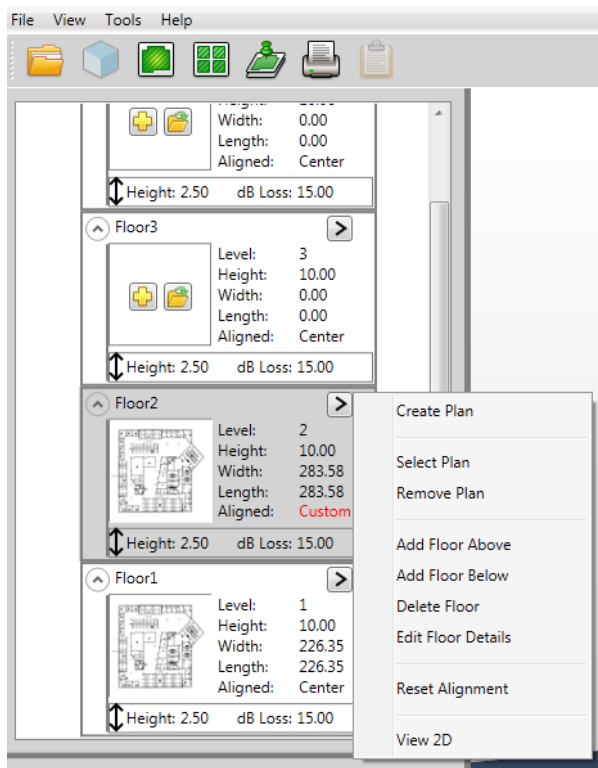 File View Tools Help
Width: 0.00
Length: 0.00
Aligned: Center
Height: 2.50 dB Loss: 15.00
Floor3
Level: 3
Height: 10.00
Width: 0.00
Length: 0.00
Aligned: Center
Height: 2.50 dB Loss: 15.00
Floor2
Level: 2
Height: 10.00
Width: 283.58
Length: 283.58
Aligned: Custom
Height: 2.50 dB Loss: 15.00
Floor1
Level: 1
Height: 10.00
Width: 226.35
Length: 226.35
Aligned: Center
Height: 2.50 dB Loss: 15.00
Create Plan
Select Plan
Remove Plan
Add Floor Above
Add Floor Below
Delete Floor
Edit Floor Details
Reset Alignment
View 2D